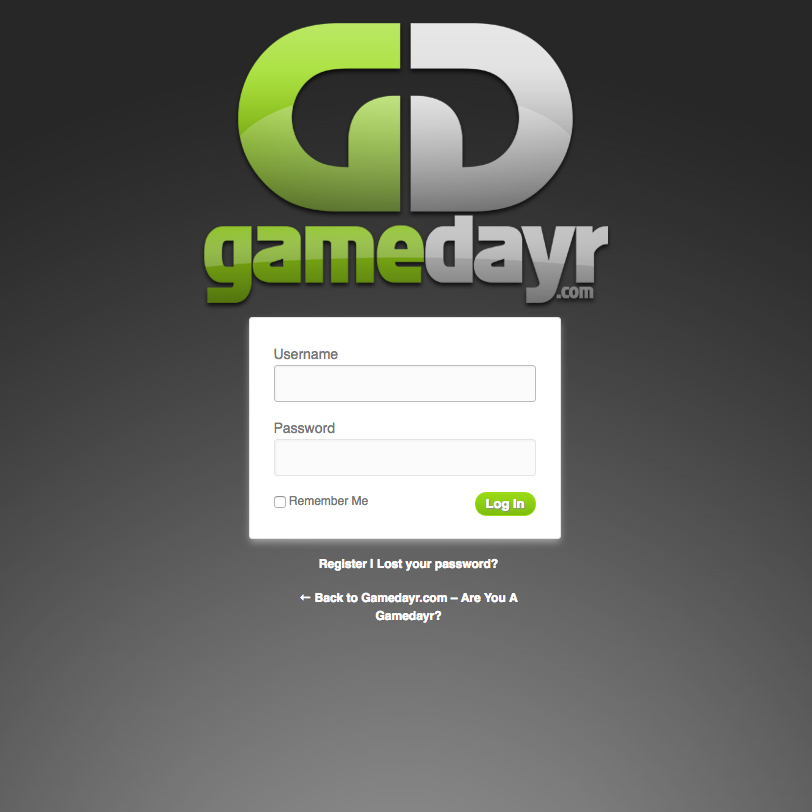 GD
gamedayr
.com
Username
Password
Remember Me
Log In
Register | Lost your password?
← Back to Gamedayr.com – Are You A
Gamedayr?